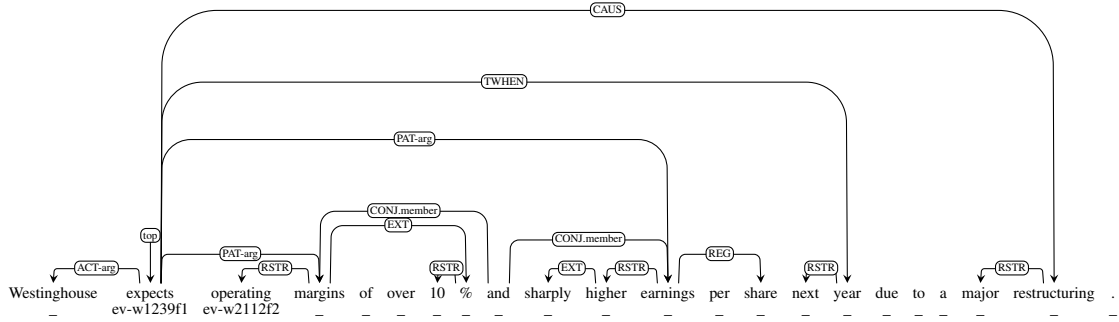 CAUS
TWHEN
PAT-arg
CONJ.member
EXT
top
CONJ.member
PAT-arg
REG
ACT-arg
RSTR
RSTR
EXT
RSTR
RSTR
RSTR
Westinghouse expects operating margins of over 10 % and sharply higher earnings per share next year due to a major restructuring .
_ ev-w1239f1 ev-w2112f2 _ _ _ _ _ _ _ _ _ _ _ _ _ _ _ _ _ _ _